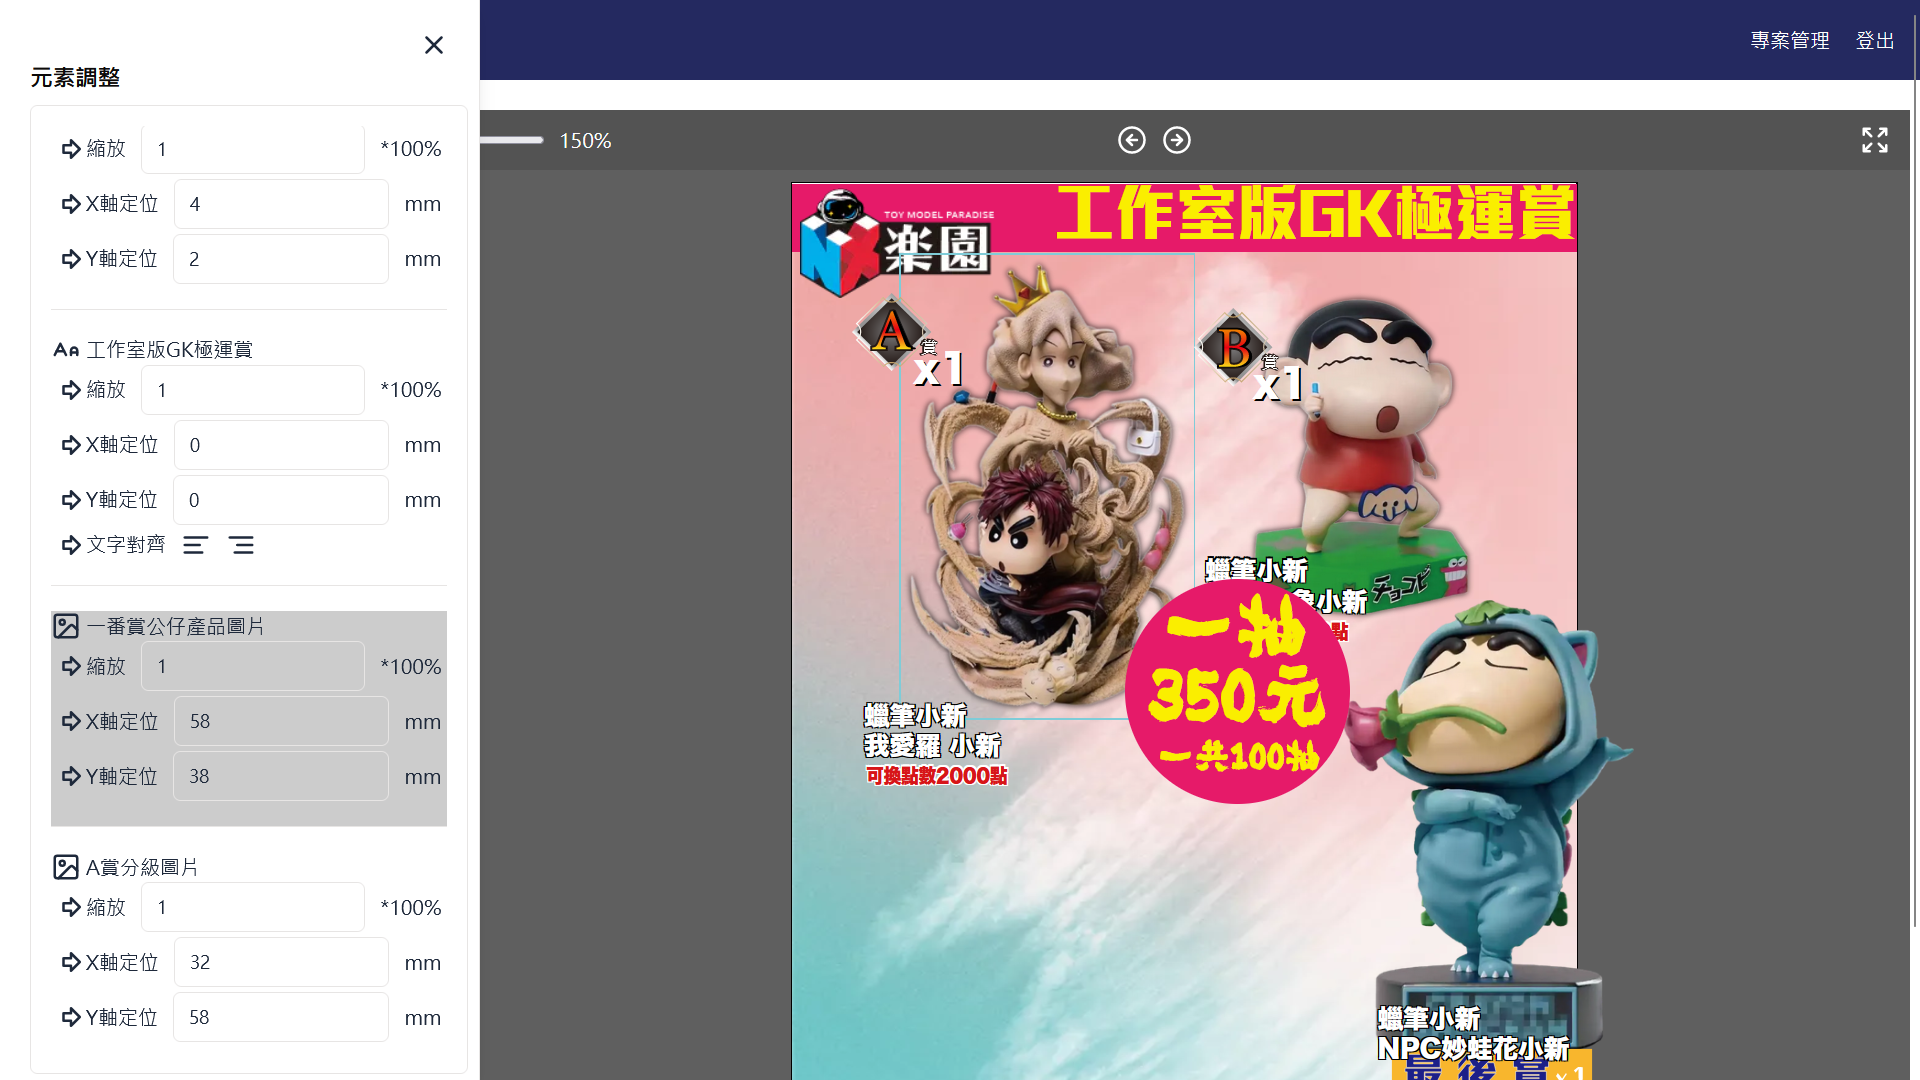 元素調整
縮放 1 *100%
X軸定位 4 mm
Y軸定位 2 mm
工作室版GK極運賞
縮放 1 *100%
X軸定位 0 mm
Y軸定位 0 mm
文字對齊
一番賞公仔產品圖片
縮放 1 *100%
X軸定位 58 mm
Y軸定位 38 mm
A賞分級圖片
縮放 1 *100%
X軸定位 32 mm
Y軸定位 58 mm
專案管理 登出
150%
TOY MODEL PARADISE
NX楽園
工作室版GK極運賞
A
賞
x1
B
賞
x1
チョコビ
蠟筆小新
象小新
點
一抽
350元
一共100抽
蠟筆小新
我愛羅 小新
可換點數2000點
蠟筆小新
NPC妙蛙花小新
最後賞x1